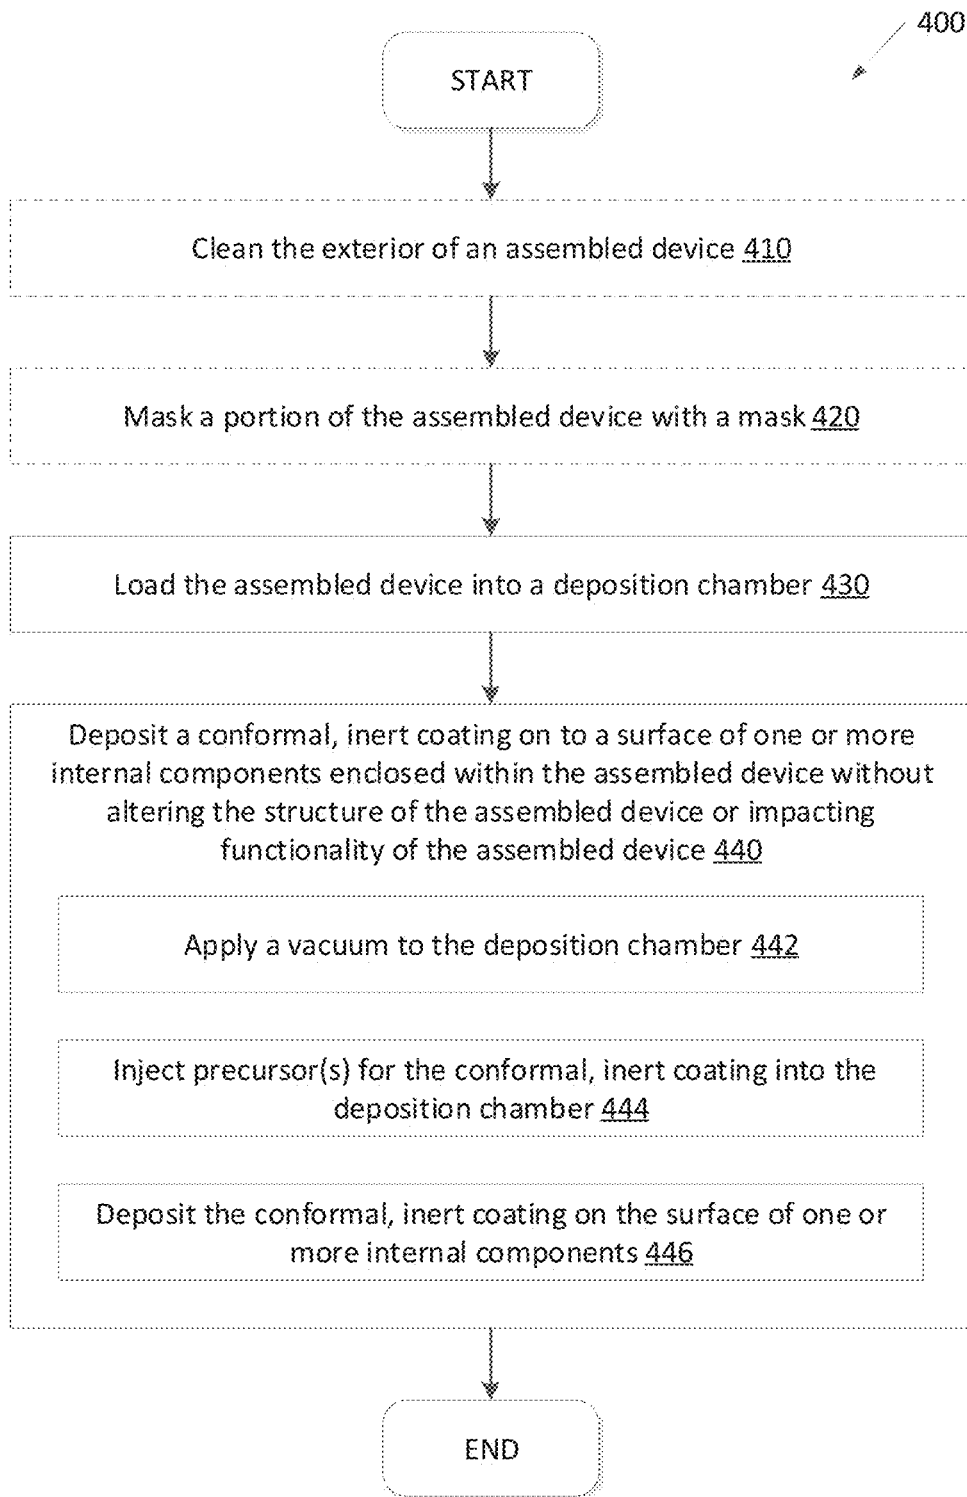 400
START
Clean the exterior of an assembled device 410
Mask a portion of the assembled device with a mask 420
Load the assembled device into a deposition chamber 430
Deposit a conformal, inert coating on to a surface of one or more
internal components enclosed within the assembled device without
altering the structure of the assembled device or impacting
functionality of the assembled device 440
Apply a vacuum to the deposition chamber 442
Inject precursor(s) for the conformal, inert coating into the
deposition chamber 444
Deposit the conformal, inert coating on the surface of one or
more internal components 446
END